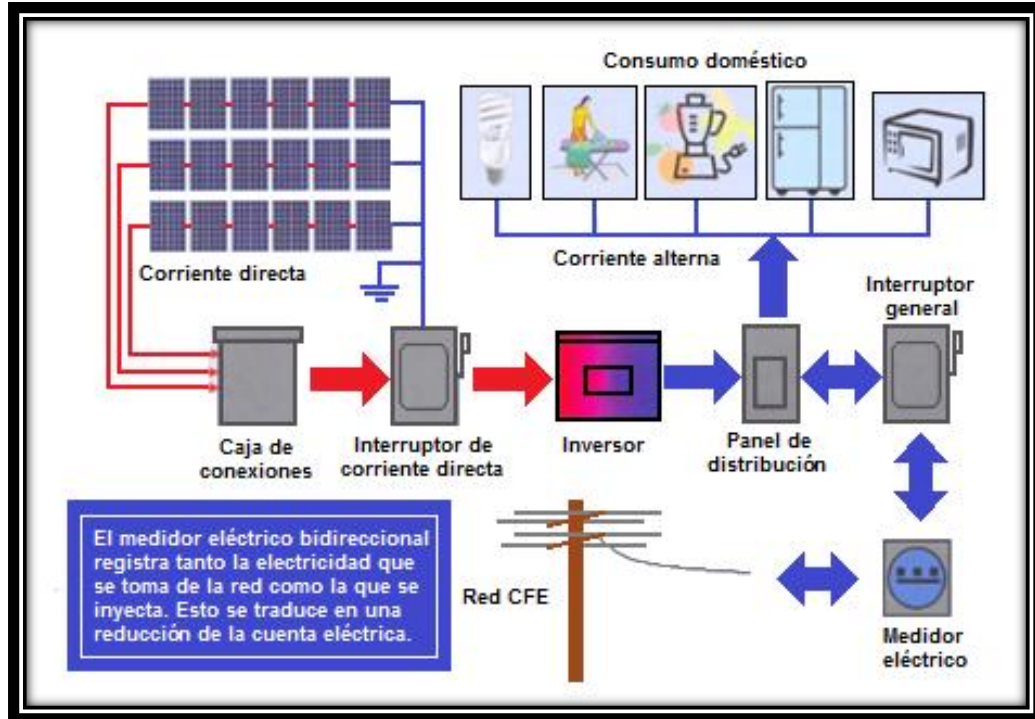 Consumo doméstico
Corriente directa
Corriente alterna
Interruptor
general
Caja de
conexiones
Interruptor de
corriente directa
Inversor
Panel de
distribución
El medidor eléctrico bidireccional
registra tanto la electricidad que
se toma de la red como la que se
inyecta. Esto se traduce en una
reducción de la cuenta eléctrica.
Red CFE
Medidor
eléctrico